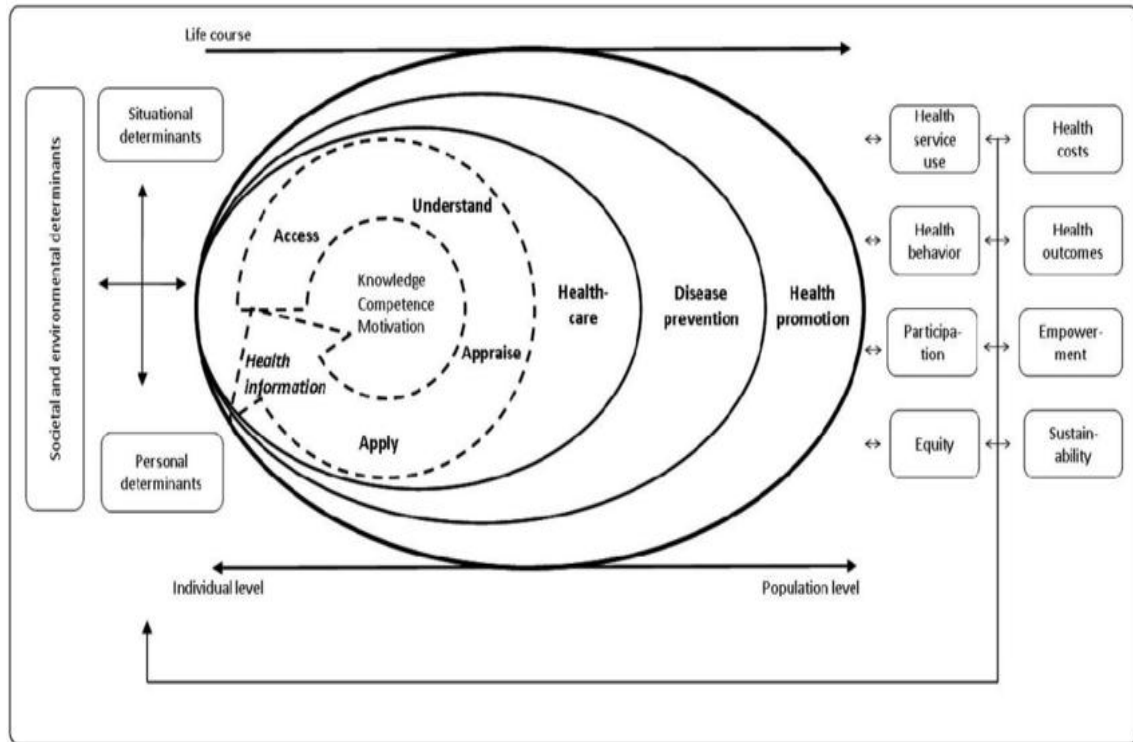 Life course
Societal and environmental determinants
Situational
determinants
Personal
determinants
Access
Understand
Knowledge
Competence
Motivation
Health
information
Appraise
Apply
Health-
care
Disease
prevention
Health
promotion
Individual level
Population level
Health
service
use
Health
costs
Health
behavior
Health
outcomes
Participa-
tion
Empower-
ment
Equity
Sustain-
ability